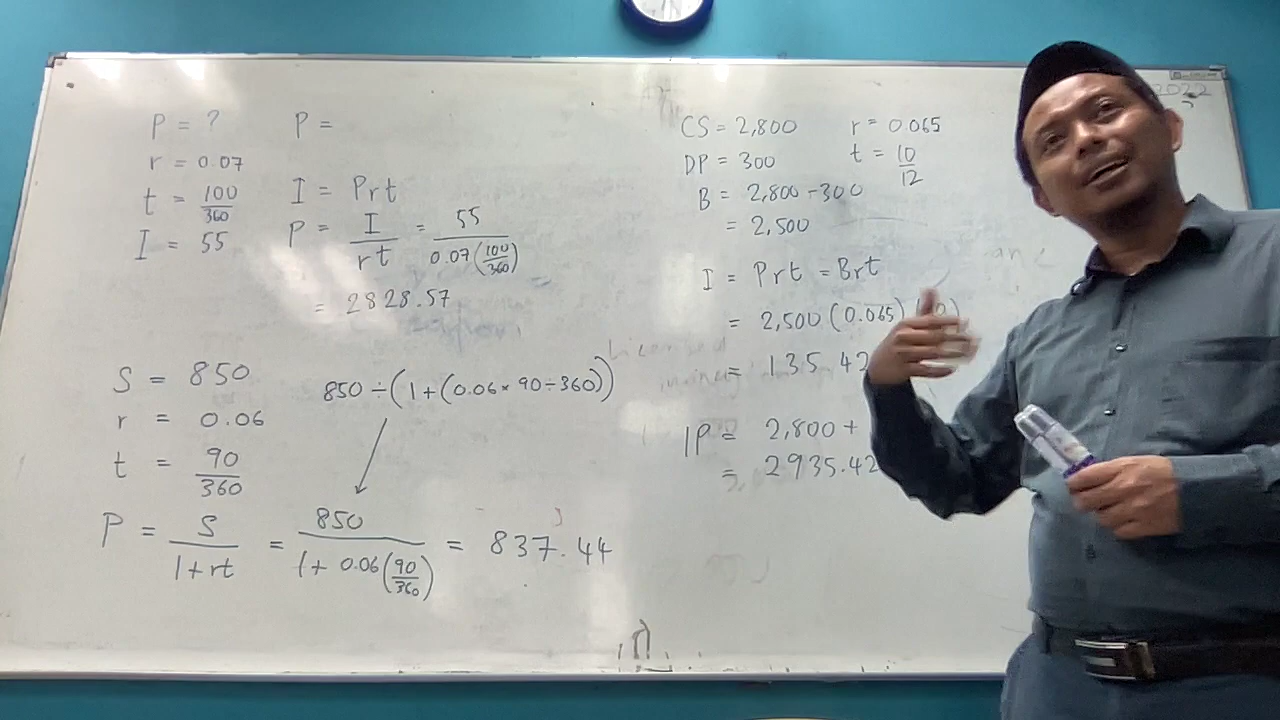 P = ?
r = 0.07
t = 100/360
I = 55
P =
I = Prt
P = I/rt = 55/0.07(100/360)
= 2828.57
S = 850
r = 0.06
t = 90/360
850 ÷ (1 + (0.06 × 90 ÷ 360))
P = S/1 + rt = 850/1 + 0.06(90/360) = 837.44
CS = 2,800
DP = 300
B = 2,800 - 300
= 2,500
r = 0.065
t = 10/12
I = Prt = Brt
= 2,500 (0.065)
= 135.42
IP = 2,800 +
= 2935.42
2022